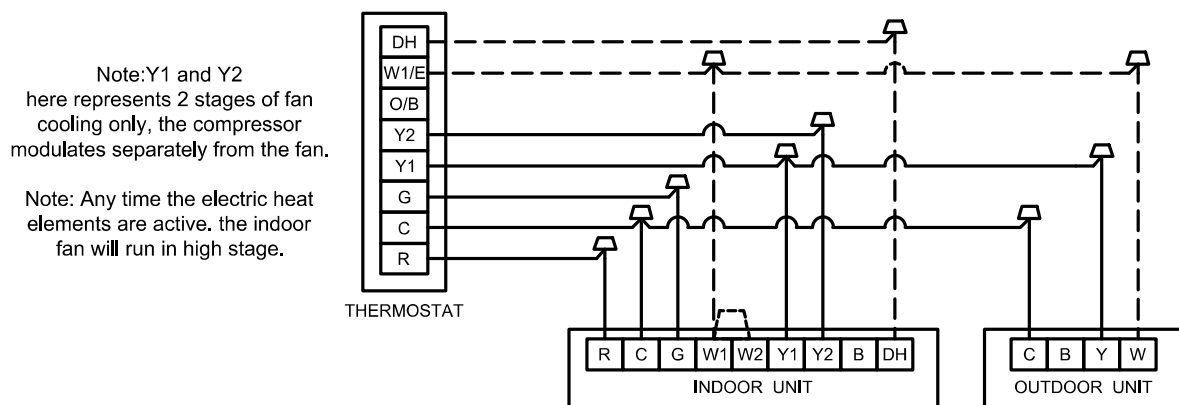 Note:Y1 and Y2
here represents 2 stages of fan
cooling only, the compressor
modulates separately from the fan.
Note: Any time the electric heat
elements are active. the indoor
fan will run in high stage.
DH
W1/E
O/B
Y2
Y1
G
C
R
THERMOSTAT
R C G W1 W2 Y1 Y2 B DH
INDOOR UNIT
C B Y W
OUTDOOR UNIT